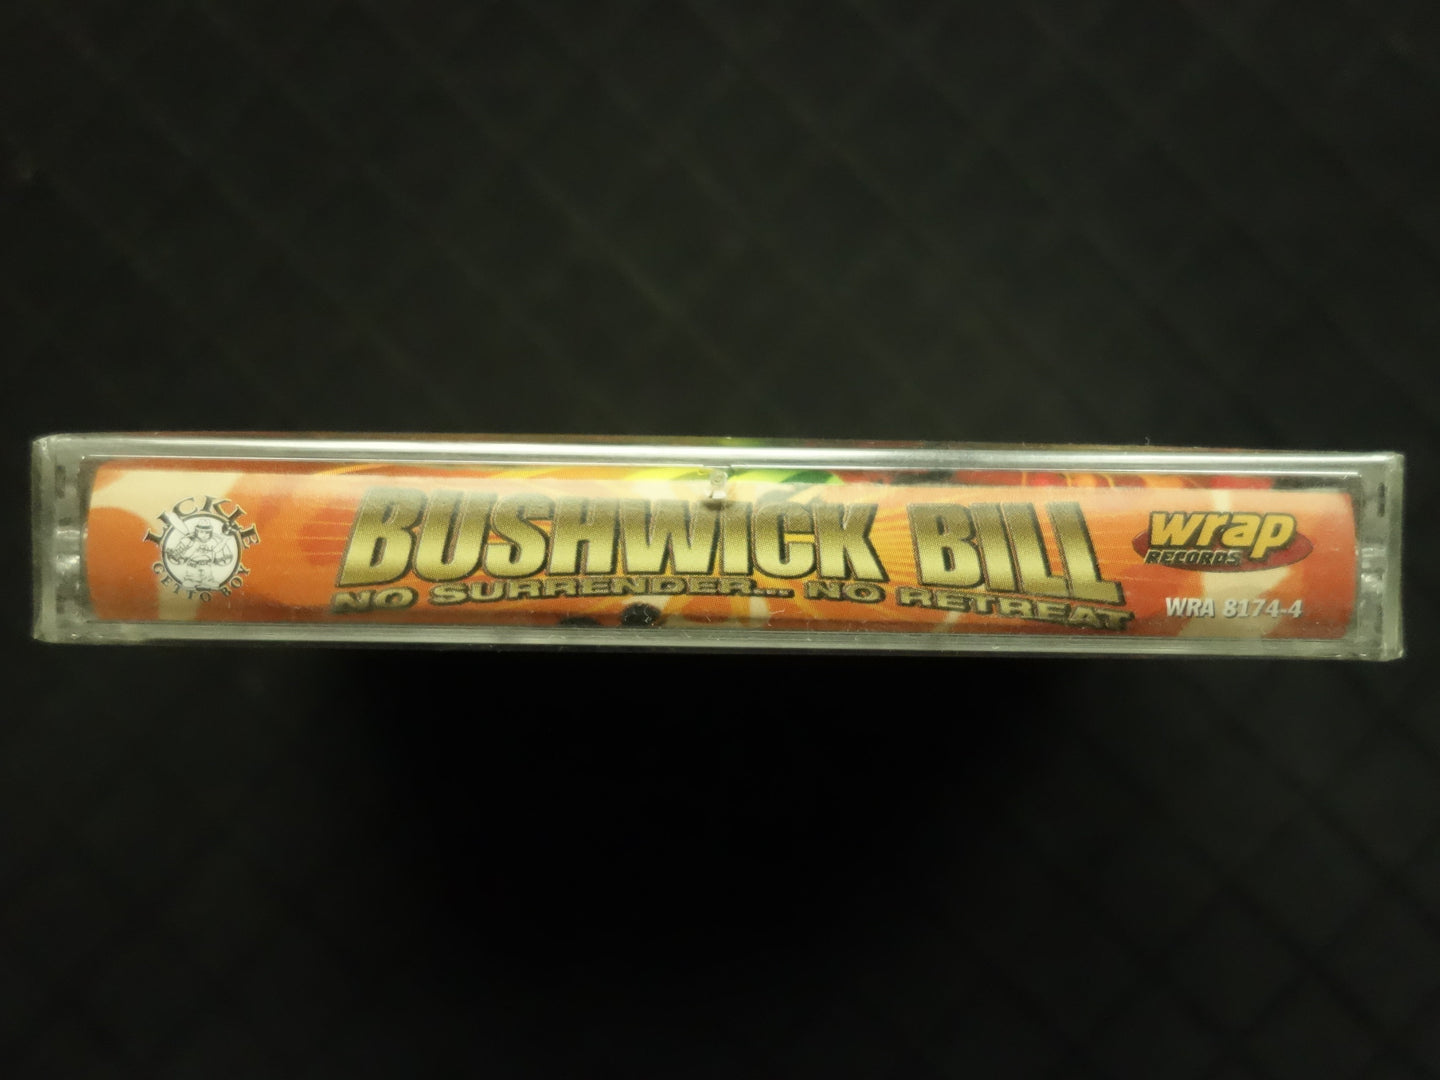 LICKLE
GETTO BOY
BUSHWICK BILL
NO SURRENDER... NO RETREAT
wrap
RECORDS
WRA 8174-4